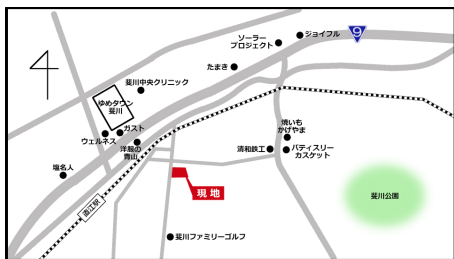 ソーラー
プロジェクト
ジョイフル
9
たまき
斐川中央クリニック
ゆめタウン
斐川
ウェルネス
ガスト
洋服の
青山
焼いも
かげやま
清和鉄工
パティスリー
カスケット
塩名人
直江駅
現地
斐川公園
斐川ファミリーゴルフ